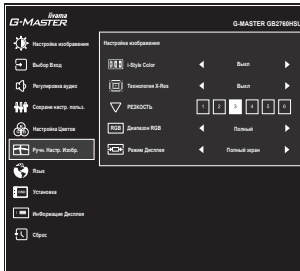 iiyama
G-MASTER
G-MASTER GB2760HSU
Настройка изображения
Выбор Вход
Регулировка аудио
Сохрани настр. польз.
Настройка Цветов
Ручн. Настр. Изобр.
Язык
Установка
Информация Дисплея
Сброс
Настройка изображения
i-Style Color
Выкл
Технология X-Res
Выкл
РЕЗКОСТЬ
1 2 3 4 5 6
RGB Диапазон RGB
Полный
Режим Дисплея
Полный экран